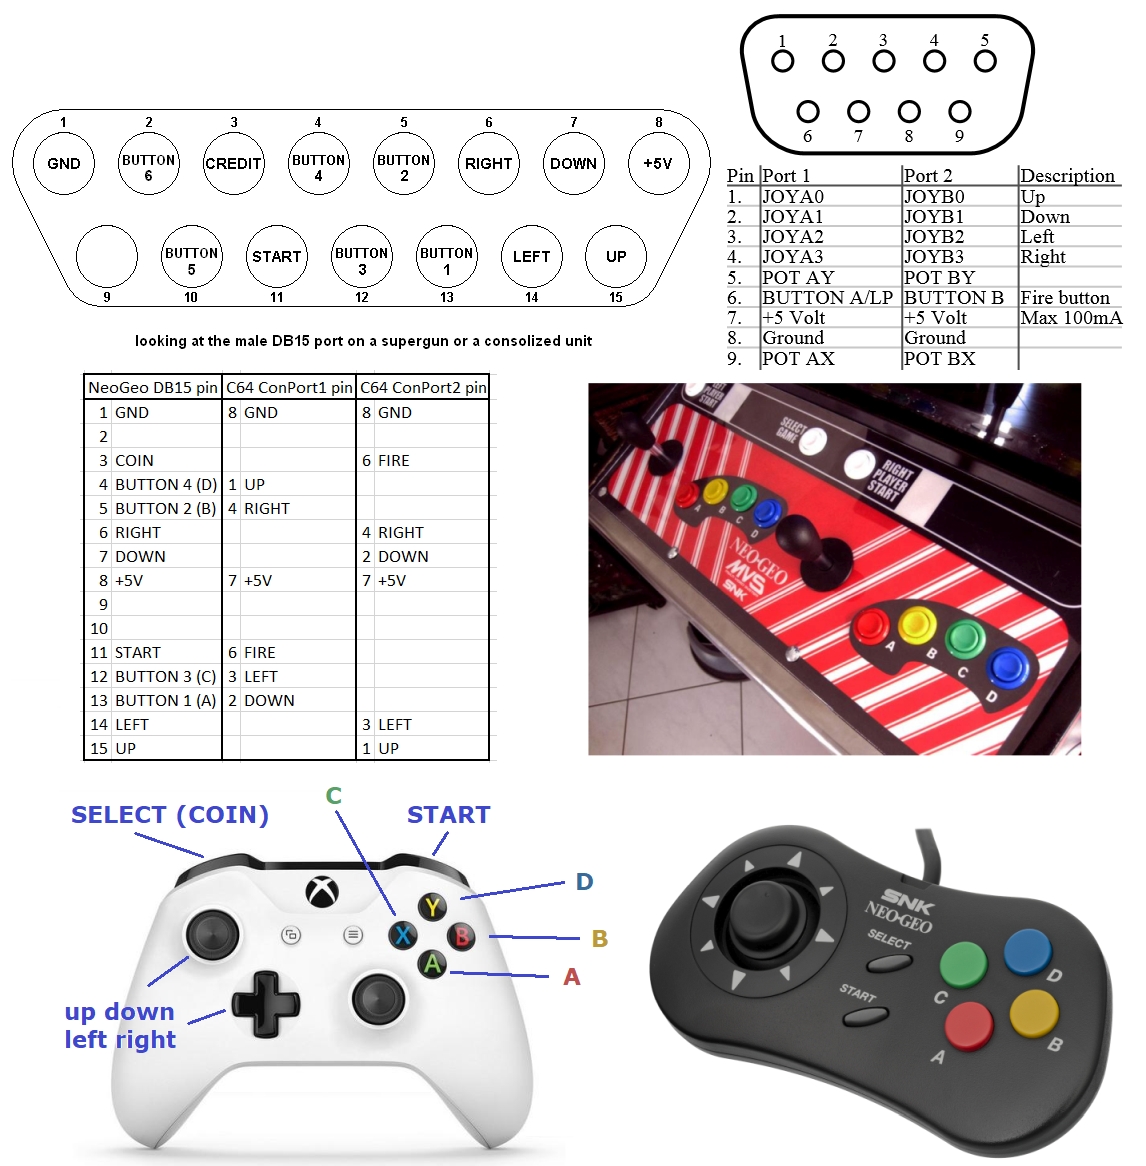 1 2 3 4 5 6 7 8
GND BUTTON 6 CREDIT BUTTON 4 BUTTON 2 RIGHT DOWN +5V
BUTTON 5 START BUTTON 3 BUTTON 1 LEFT UP
9 10 11 12 13 14 15
looking at the male DB15 port on a supergun or a consolized unit
1 2 3 4 5
6 7 8 9
Pin Port 1 Port 2 Description
1. JOYA0 JOYB0 Up
2. JOYA1 JOYB1 Down
3. JOYA2 JOYB2 Left
4. JOYA3 JOYB3 Right
5. POT AY POT BY
6. BUTTON A/LP BUTTON B Fire button
7. +5 Volt +5 Volt Max 100mA
8. Ground Ground
9. POT AX POT BX
NeoGeo DB15 pin C64 ConPort1 pin C64 ConPort2 pin
1 GND 8 GND 8 GND
2
3 COIN 6 FIRE
4 BUTTON 4 (D) 1 UP
5 BUTTON 2 (B) 4 RIGHT
6 RIGHT 4 RIGHT
7 DOWN 2 DOWN
8 +5V 7 +5V 7 +5V
9
10
11 START 6 FIRE
12 BUTTON 3 (C) 3 LEFT
13 BUTTON 1 (A) 2 DOWN
14 LEFT 3 LEFT
15 UP 1 UP
PLAYER
START
SELECT
GAME
RIGHT
PLAYER
START
A B C D
NEO·GEO
MVS
SNK
A B C D
SELECT (COIN)
C
START
D
B
A
Y
X B
A
up down
left right
SNK
NEO·GEO
SELECT
START
C D
A B